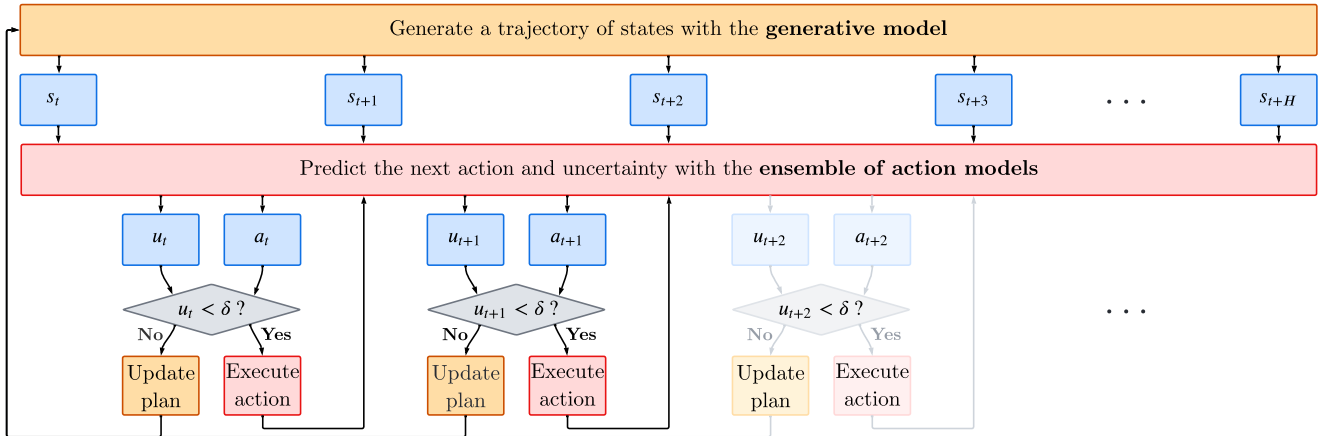 Generate a trajectory of states with the generative model
s_t s_{t+1} s_{t+2} s_{t+3} · · · s_{t+H}
Predict the next action and uncertainty with the ensemble of action models
u_t a_t u_{t+1} a_{t+1} u_{t+2} a_{t+2}
u_t < δ ? u_{t+1} < δ ? u_{t+2} < δ ? · · ·
No Yes No Yes No Yes
Update
plan
Execute
action
Update
plan
Execute
action
Update
plan
Execute
action